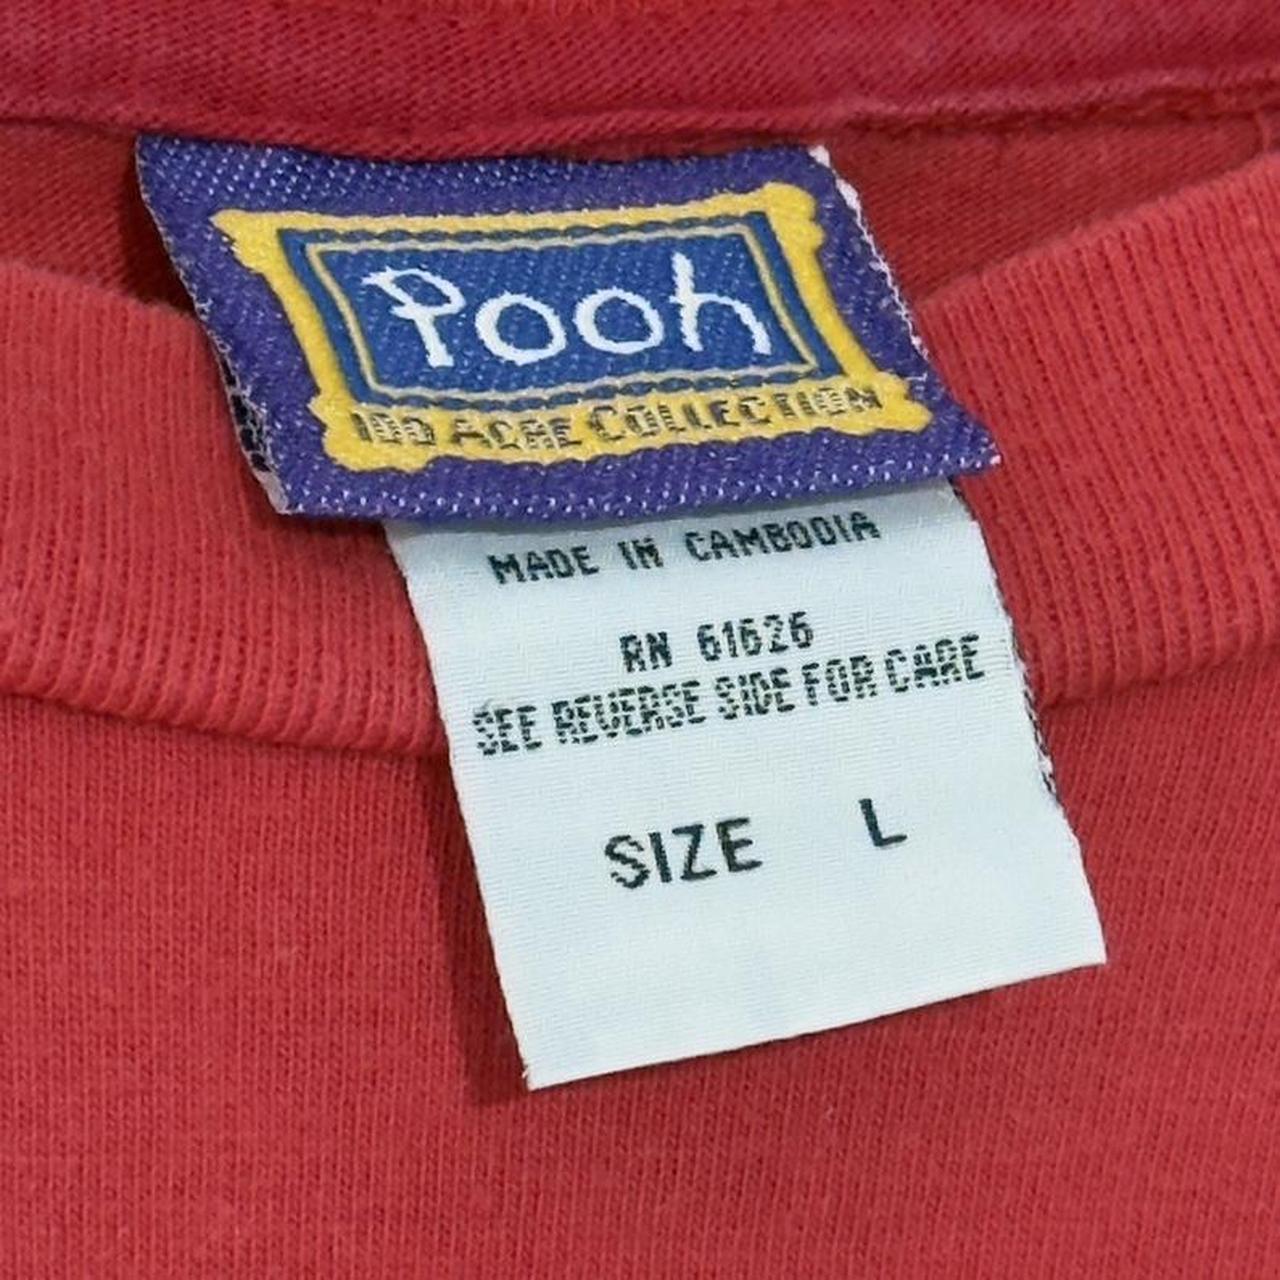 Pooh
100 ACRE COLLECTION
MADE IN CAMBODIA
RN 61626
SEE REVERSE SIDE FOR CARE
SIZE L